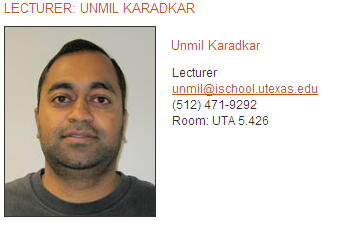 LECTURER: UNMIL KARADKAR
Unmil Karadkar
Lecturer
unmil@ischool.utexas.edu
(512) 471-9292
Room: UTA 5.426